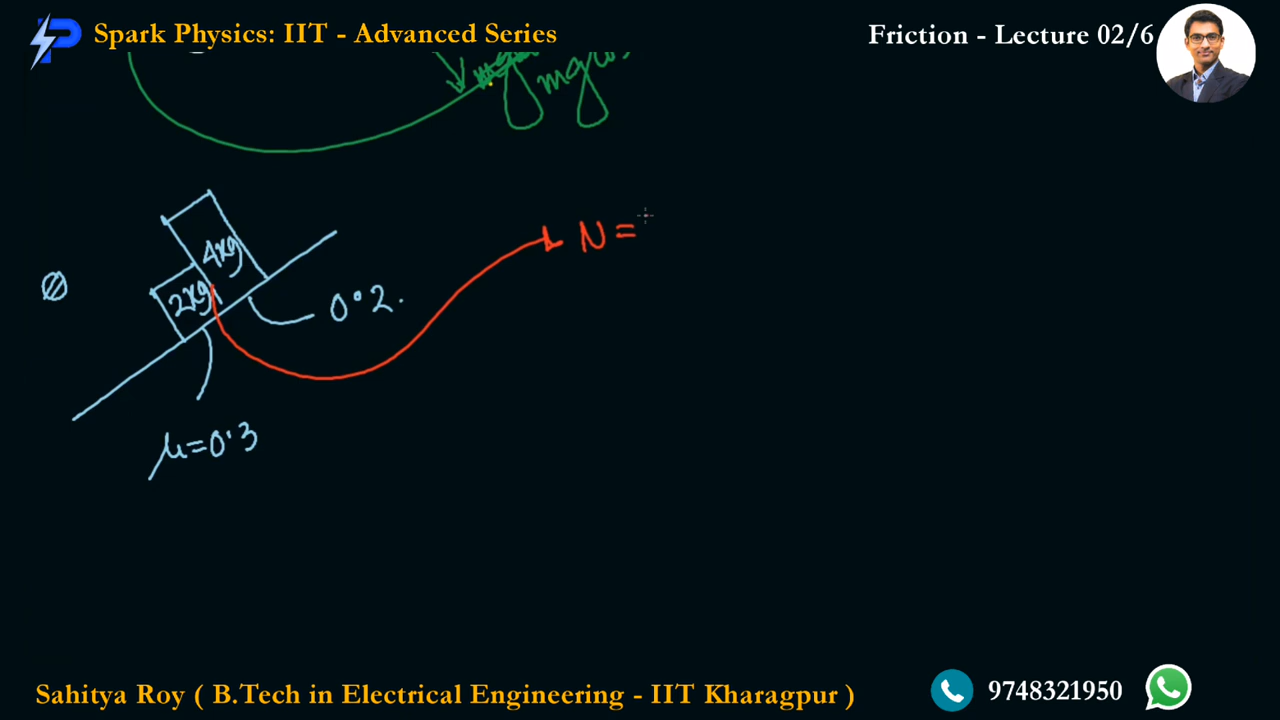 Spark Physics: IIT - Advanced Series
Friction - Lecture 02/6
mg
4kg
2kg
0.2.
N =
μ=0.3
Sahitya Roy ( B.Tech in Electrical Engineering - IIT Kharagpur )
9748321950